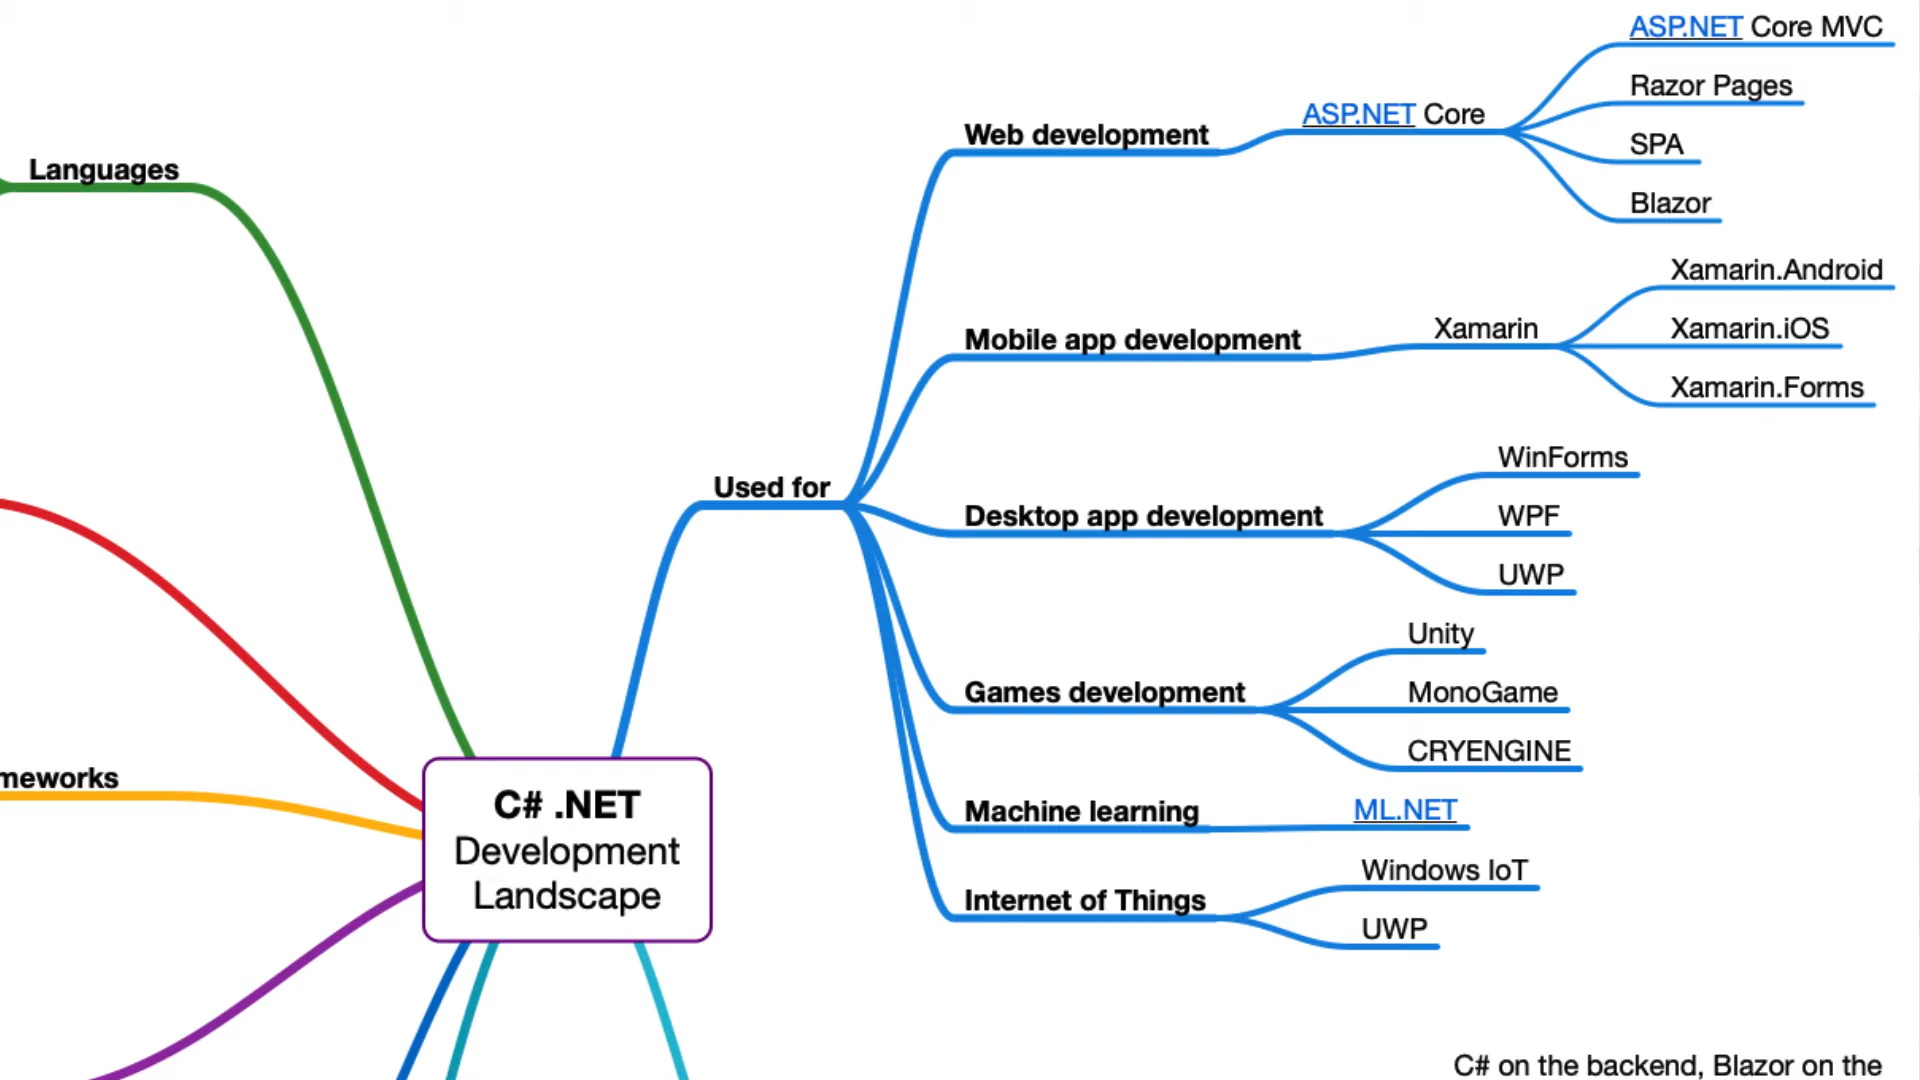 Languages
meworks
C# .NET
Development
Landscape
Used for
Web development
ASP.NET Core
ASP.NET Core MVC
Razor Pages
SPA
Blazor
Mobile app development
Xamarin
Xamarin.Android
Xamarin.iOS
Xamarin.Forms
Desktop app development
WinForms
WPF
UWP
Games development
Unity
MonoGame
CRYENGINE
Machine learning
ML.NET
Internet of Things
Windows IoT
UWP
C# on the backend, Blazor on the